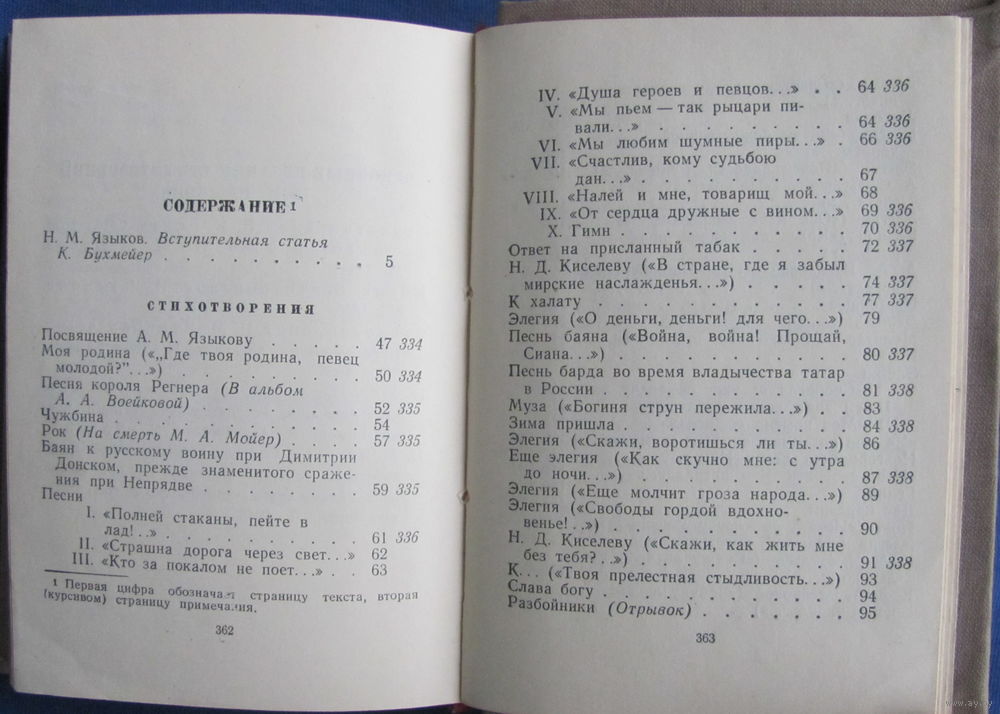 СОДЕРЖАНИЕ 1
Н. М. Языков. Вступительная статья
К. Бухмейер . . . . . . . . . . 5
СТИХОТВОРЕНИЯ
Посвящение А. М. Языкову . . . . . 47 334
Моя родина («„Где твоя родина, певец
молодой?"...») . . . . . . . . . 50 334
Песня короля Регнера (В альбом
А. А. Воейковой) . . . . . . . . 52 335
Чужбина . . . . . . . . . . . . . 54
Рок (На смерть М. А. Мойер) . . . . 57 335
Баян к русскому воину при Димитрии
Донском, прежде знаменитого сраже-
ния при Непрядве . . . . . . . . 59 335
Песни
I. «Полней стаканы, пейте в
лад!..» . . . . . . . . . . 61 336
II. «Страшна дорога через свет...» 62
III. «Кто за покалом не поет...» . . 63
1 Первая цифра обозначает страницу текста, вторая
(курсивом) страницу примечания.
362
IV. «Душа героев и певцов...» . . 64 336
V. «Мы пьем — так рыцари пи-
вали...» . . . . . . . . . 64 336
VI. «Мы любим шумные пиры...» . 66 336
VII. «Счастлив, кому судьбою
дан...» . . . . . . . . . 67
VIII. «Налей и мне, товарищ мой...» 68
IX. «От сердца дружные с вином...» 69 336
X. Гимн . . . . . . . . . . 70 336
Ответ на присланный табак . . . . . 72 337
Н. Д. Киселеву («В стране, где я забыл
мирские наслажденья...») . . . . . 74 337
К халату . . . . . . . . . . . . 77 337
Элегия («О деньги, деньги! для чего...») 79
Песнь баяна («Война, война! Прощай,
Сиана...») . . . . . . . . . . . 80 337
Песнь барда во время владычества татар
в России . . . . . . . . . . . . 81 338
Муза («Богиня струн пережила...») . . 83
Зима пришла . . . . . . . . . . . 84 338
Элегия («Скажи, воротишься ли ты...») 86
Еще элегия («Как скучно мне: с утра
до ночи...») . . . . . . . . . . 87 338
Элегия («Еще молчит гроза народа...») 89
Элегия («Свободы гордой вдохно-
венье!..») . . . . . . . . . . . 90
Н. Д. Киселеву («Скажи, как жить мне
без тебя?..») . . . . . . . . . . 91 338
К... («Твоя прелестная стыдливость...») 93
Слава богу . . . . . . . . . . . . 94
Разбойники (Отрывок) . . . . . . . 95
363
www.ay.by